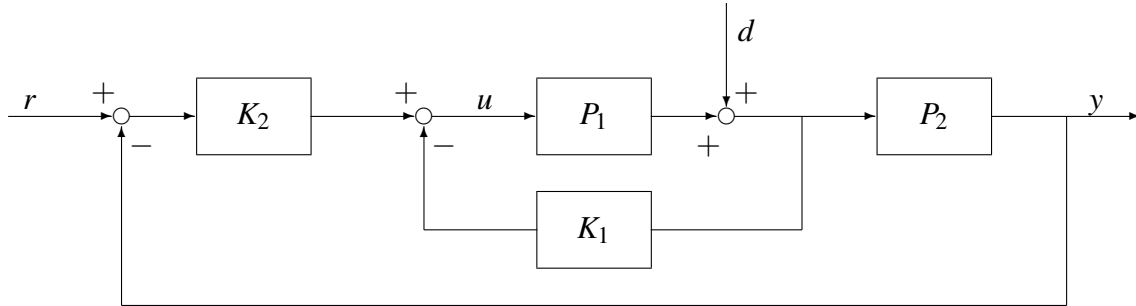 d
+ + +
r K₂ u P₁ P₂ y
− − +
K₁
−